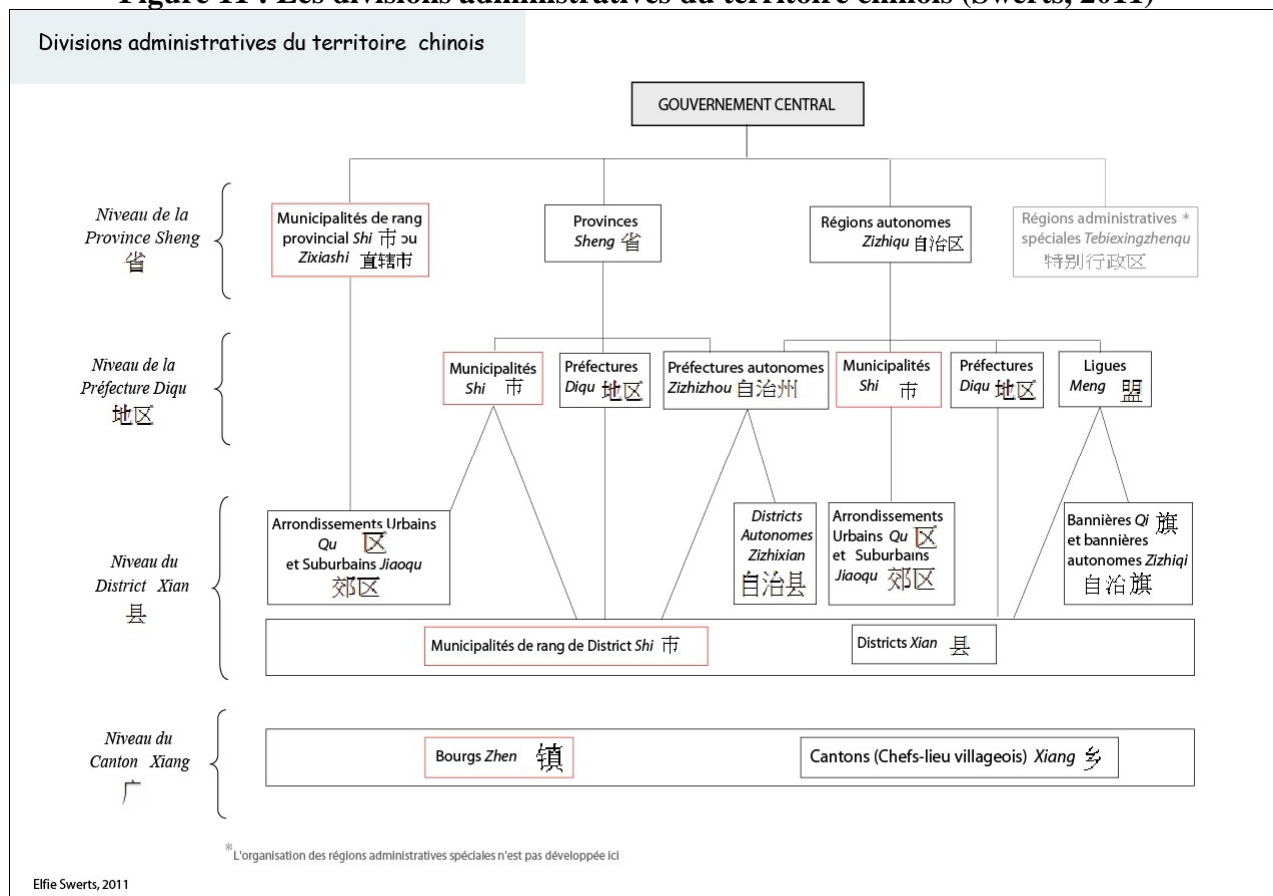 Figure 11 : Les divisions administratives du territoire chinois (Swerts, 2011)
Divisions administratives du territoire chinois
GOUVERNEMENT CENTRAL
Niveau de la
Province Sheng
省
Municipalités de rang
provincial Shi 市 ou
Zixiashi 直辖市
Provinces
Sheng 省
Régions autonomes
Zizhiqu 自治区
Régions administratives *
spéciales Tebiexingzhenqu
特别行政区
Niveau de la
Préfecture Diqu
地区
Municipalités
Shi 市
Préfectures
Diqu 地区
Préfectures autonomes
Zizhizhou 自治州
Municipalités
Shi 市
Préfectures
Diqu 地区
Ligues
Meng 盟
Niveau du
District Xian
县
Arrondissements Urbains
Qu 区
et Suburbains Jiaoqu
郊区
Districts
Autonomes
Zizhixian
自治县
Arrondissements
Urbains Qu 区
et Suburbains
Jiaoqu 郊区
Bannières Qi 旗
et bannières
autonomes Zizhiqi
自治旗
Municipalités de rang de District Shi 市
Districts Xian 县
Niveau du
Canton Xiang
广
Bourgs Zhen 镇
Cantons (Chefs-lieu villageois) Xiang 乡
*L'organisation des régions administratives spéciales n'est pas développée ici
Elfie Swerts, 2011